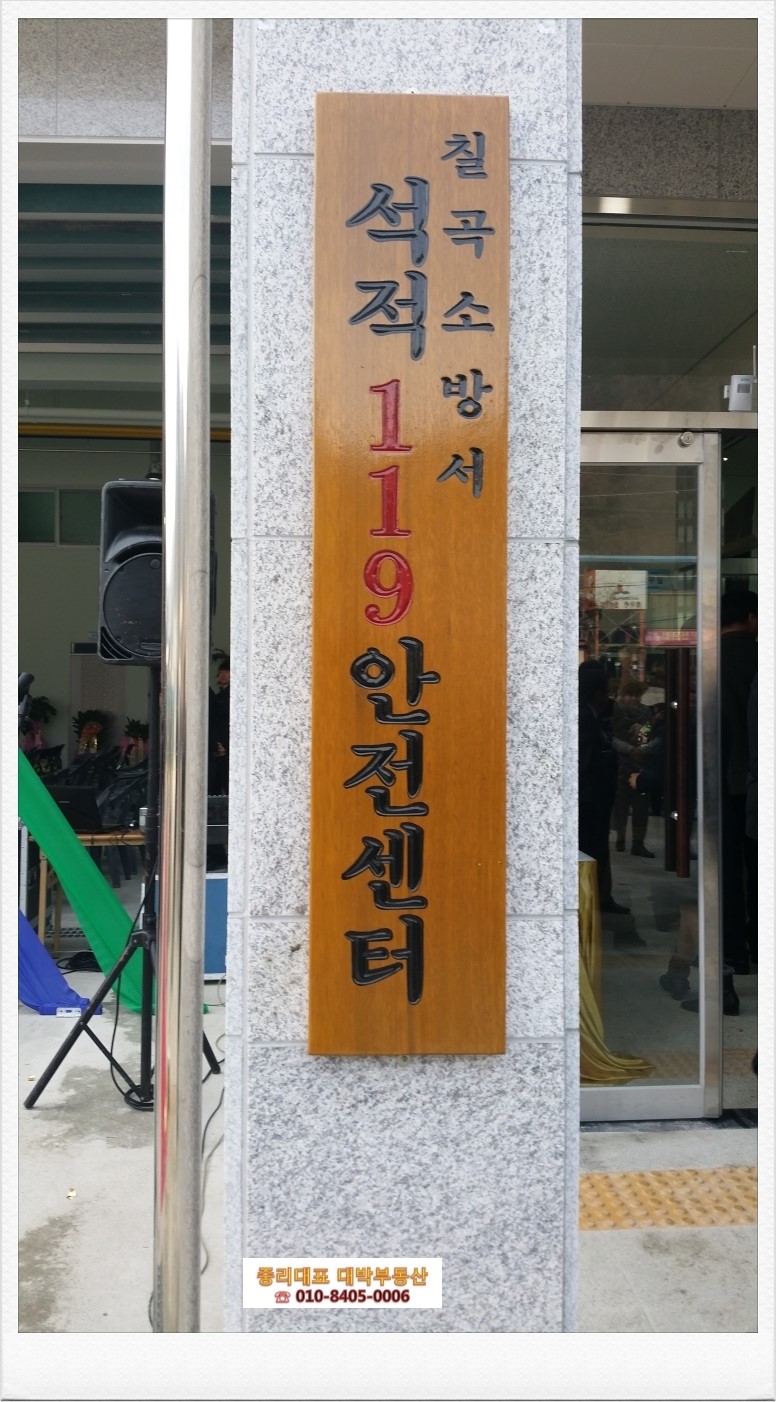 칠곡소방서
석적119안전센터
중리대표 대박부동산
☎ 010-8405-0006